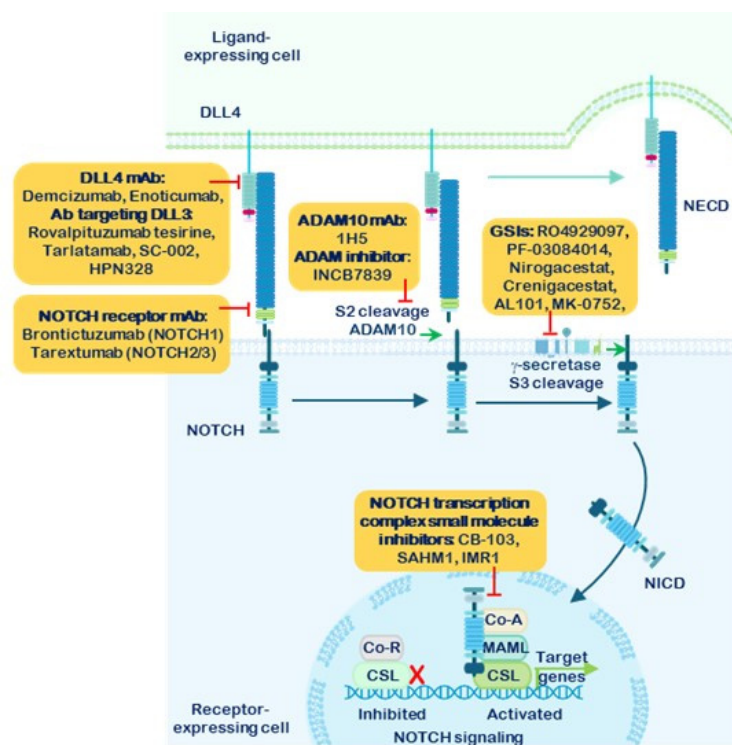 Ligand-
expressing cell
DLL4
DLL4 mAb:
Demcizumab, Enoticumab,
Ab targeting DLL3:
Rovalpituzumab tesirine,
Tarlatamab, SC-002,
HPN328
ADAM10 mAb:
1H5
ADAM inhibitor:
INCB7839
GSIs: RO4929097,
PF-03084014,
Nirogacestat,
Crenigacestat,
AL101, MK-0752,
NECD
NOTCH receptor mAb:
Brontictuzumab (NOTCH1)
Tarextumab (NOTCH2/3)
S2 cleavage
ADAM10
γ-secretase
S3 cleavage
NOTCH
NOTCH transcription
complex small molecule
inhibitors: CB-103,
SAHM1, IMR1
NICD
Co-A
Co-R
MAML
Target
genes
CSL
CSL
Inhibited
Activated
NOTCH signaling
Receptor-
expressing cell